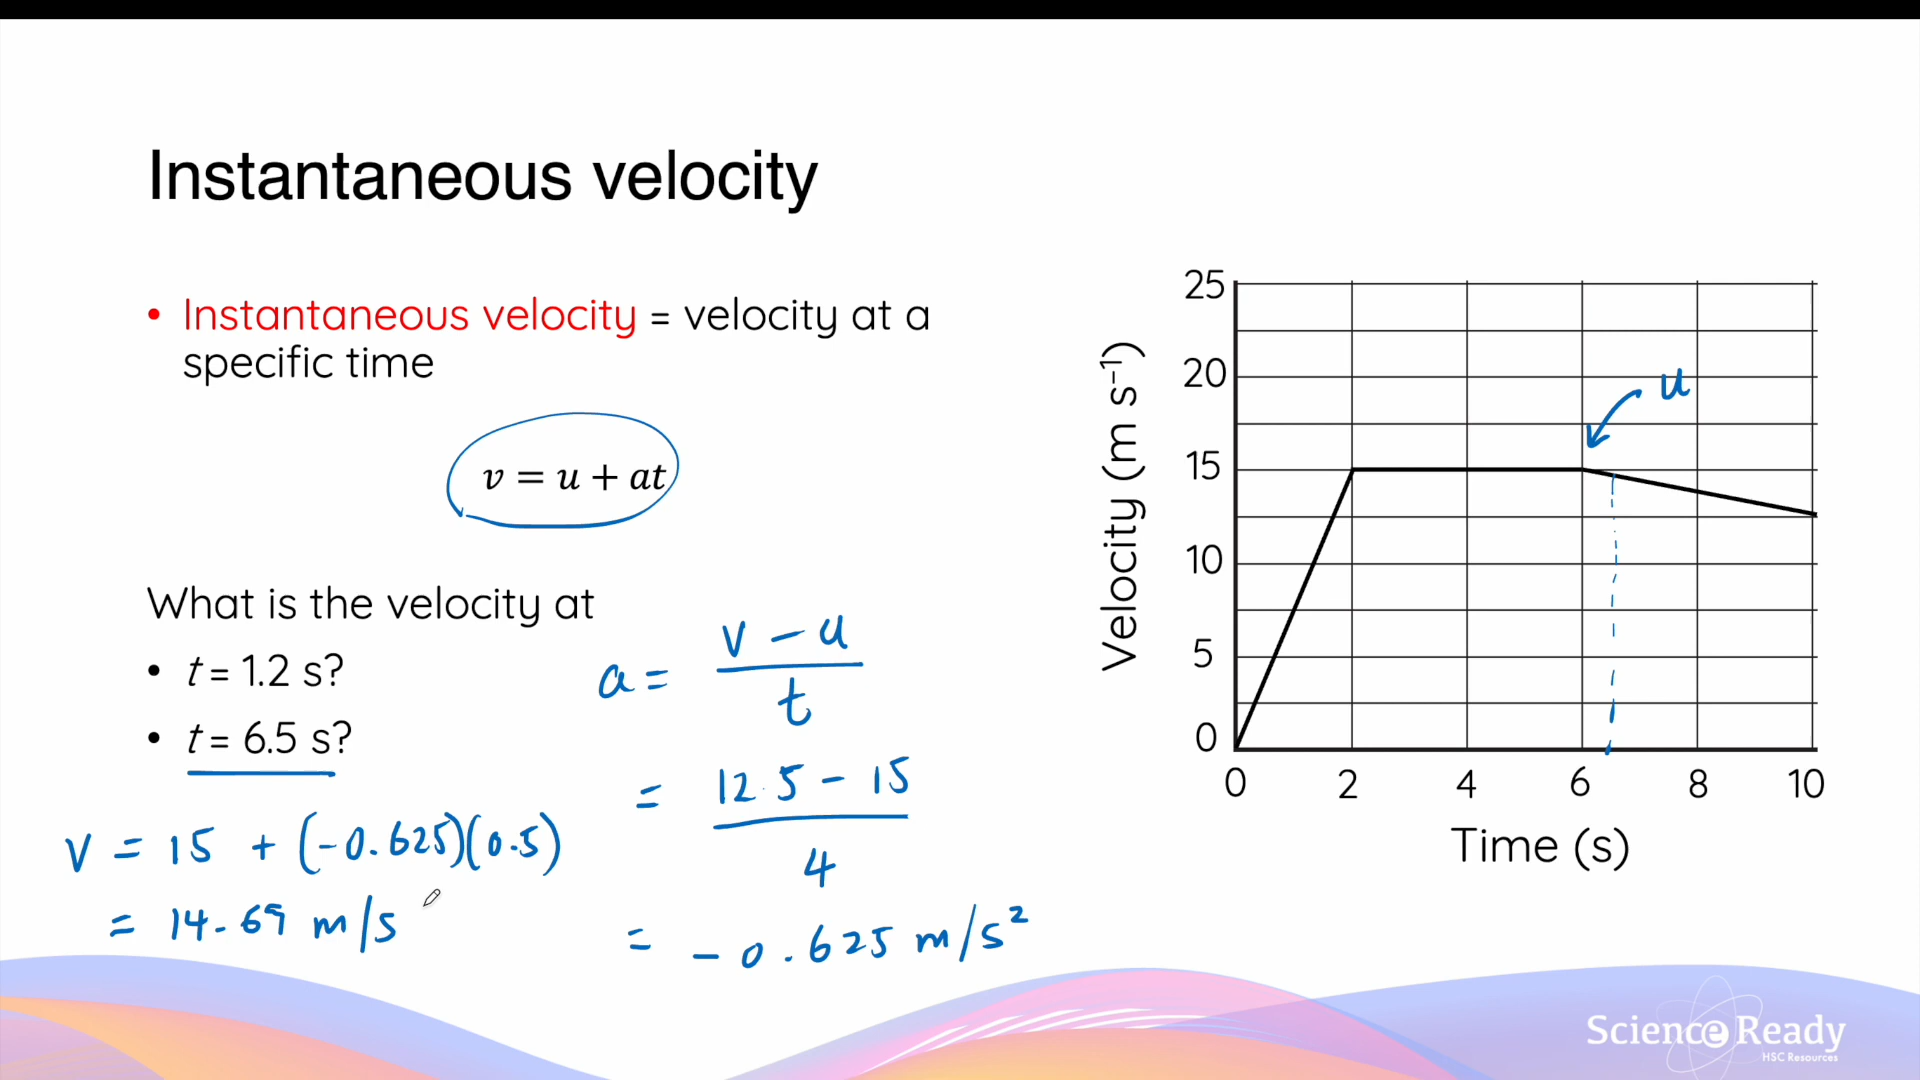 Instantaneous velocity
• Instantaneous velocity = velocity at a
specific time
v = u + at
What is the velocity at
• t = 1.2 s?
• t = 6.5 s?
v = 15 + (-0.625)(0.5)
= 14.69 m/s
a = v - u / t
= 12.5 - 15 / 4
= -0.625 m/s²
25
20
15
10
5
0
Velocity (m s⁻¹)
u
0 2 4 6 8 10
Time (s)
Science Ready
HSC Resources